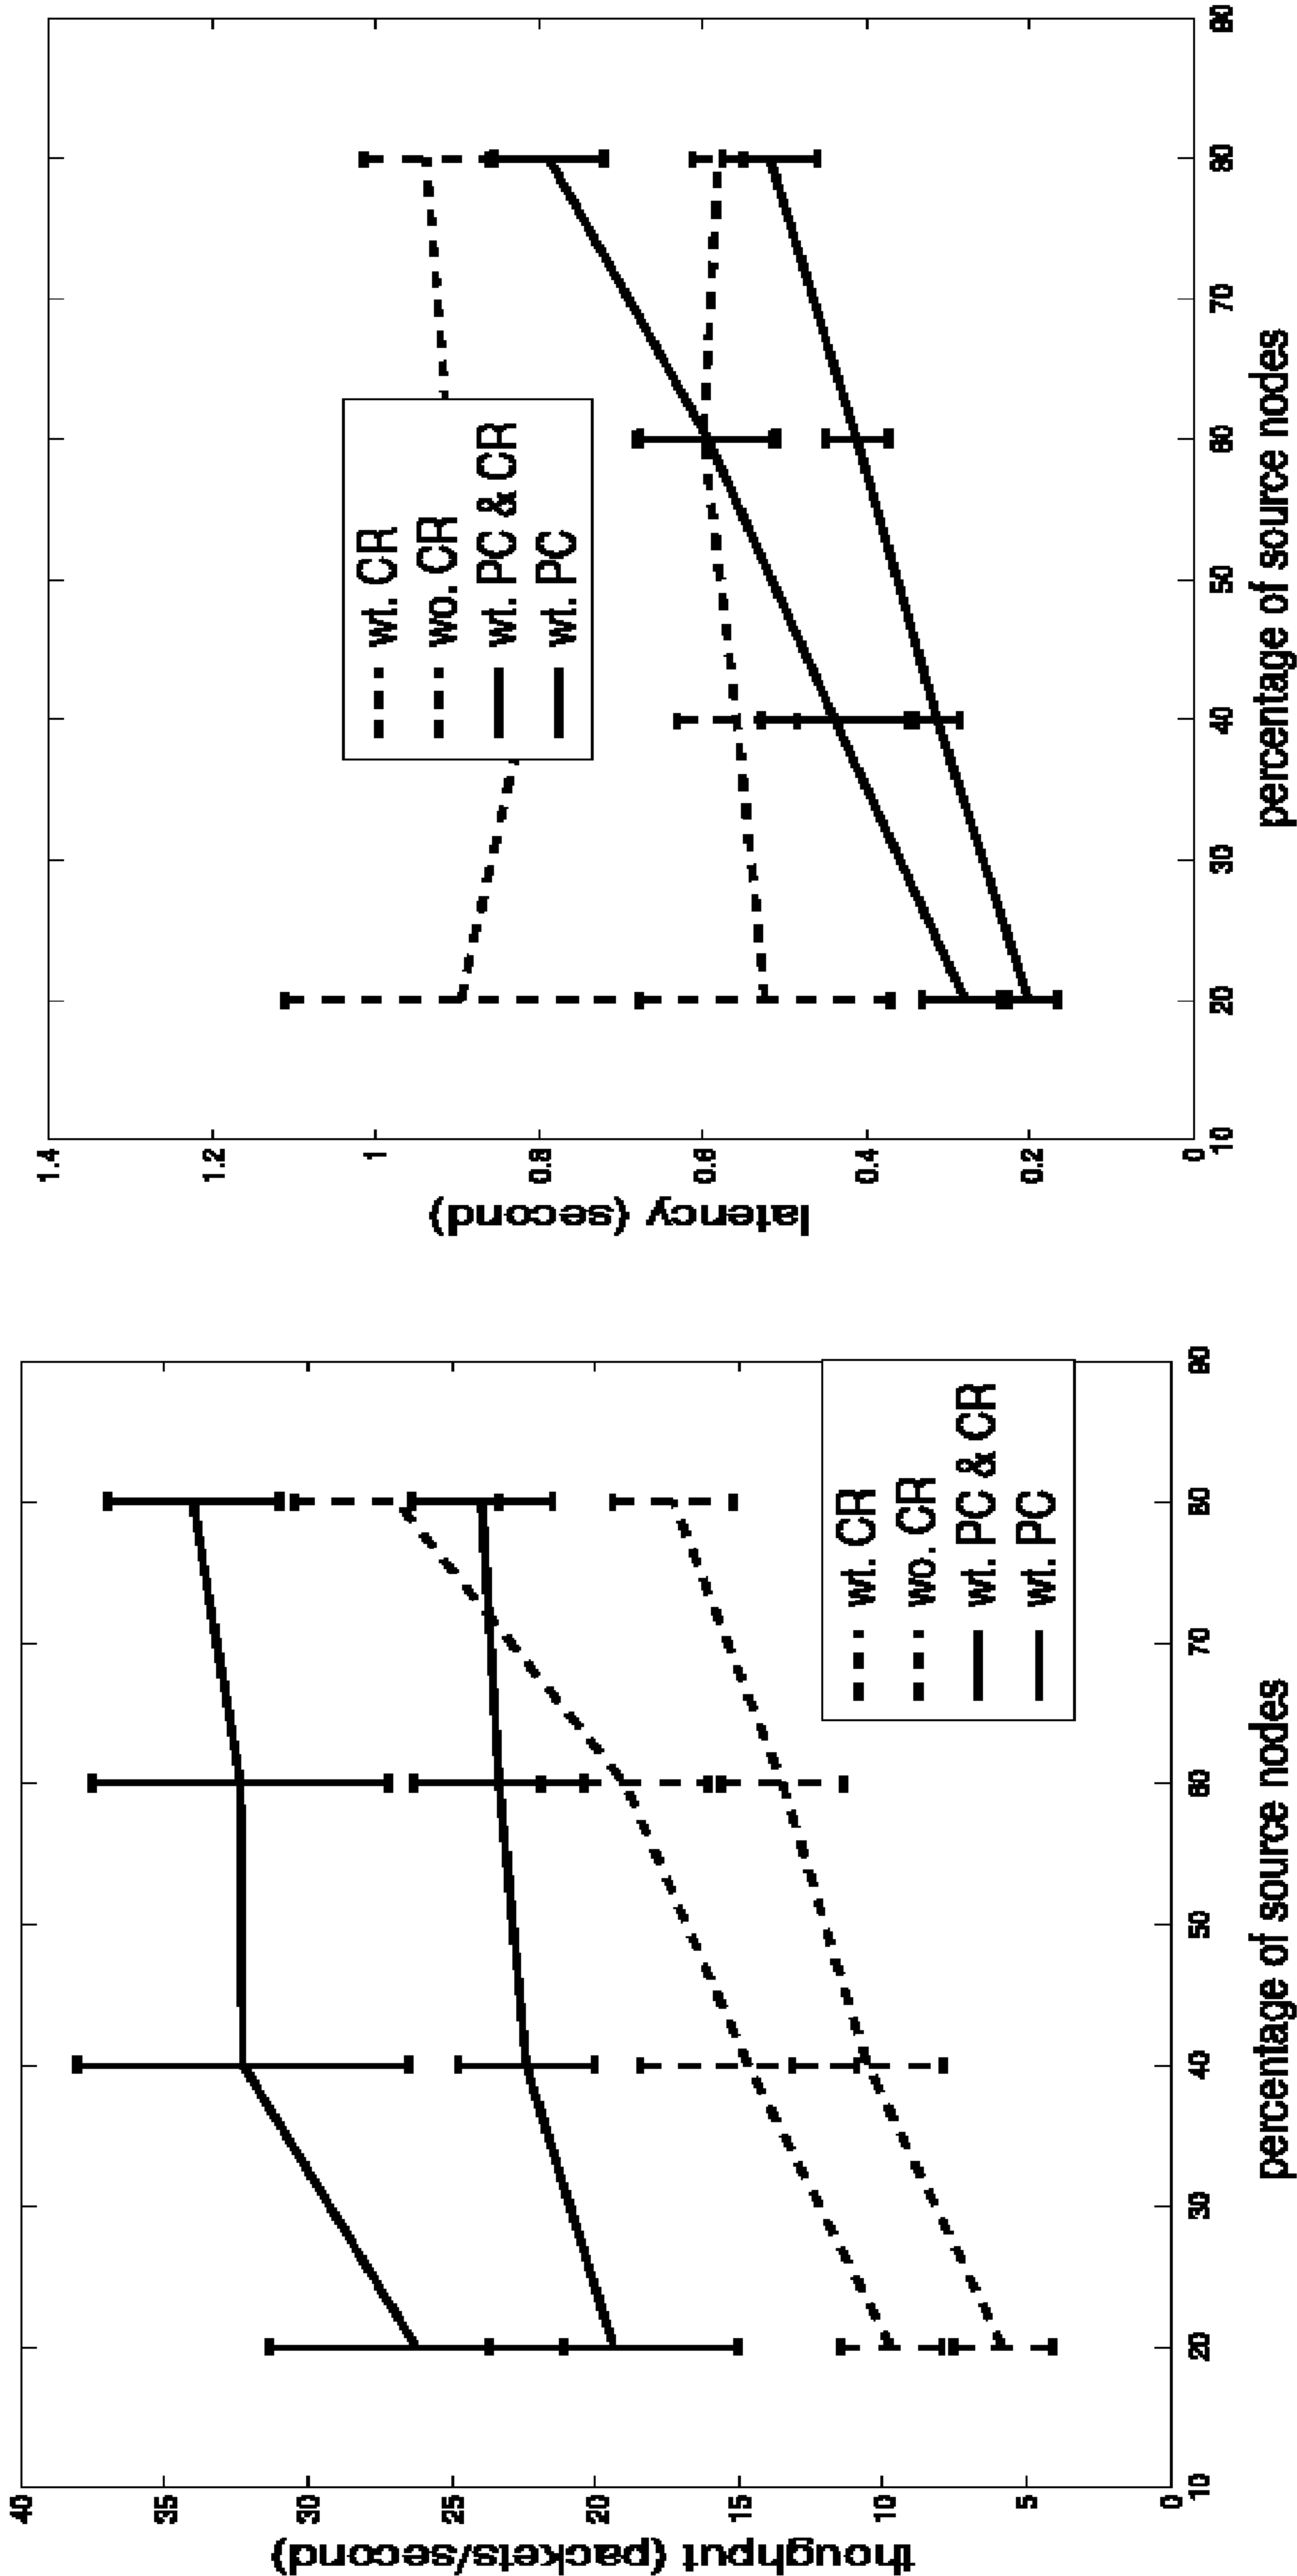 thoughput (packets/second)
40
35
30
25
20
15
10
5
0
wt. CR
wo. CR
wt. PC & CR
wt. PC
10 20 30 40 50 60 70 80 90
percentage of source nodes
latency (second)
1.4
1.2
1
0.8
0.6
0.4
0.2
0
wt. CR
wo. CR
wt. PC & CR
wt. PC
10 20 30 40 50 60 70 80 90
percentage of source nodes